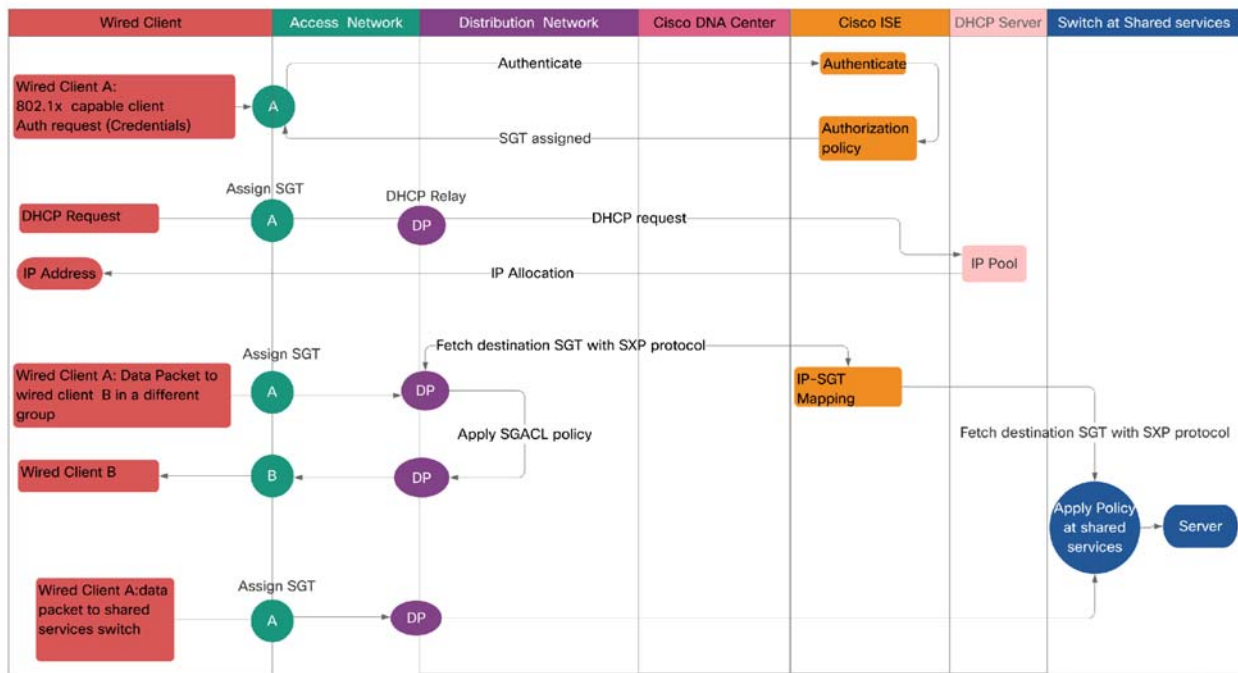 Wired Client
Access Network
Distribution Network
Cisco DNA Center
Cisco ISE
DHCP Server
Switch at Shared services
Wired Client A:
802.1x capable client
Auth request (Credentials)
A
Authenticate
Authenticate
SGT assigned
Authorization
policy
Assign SGT
DHCP Relay
DHCP Request
A
DP
DHCP request
IP Address
IP Allocation
IP Pool
Assign SGT
Fetch destination SGT with SXP protocol
Wired Client A: Data Packet to
wired client B in a different
group
A
DP
IP-SGT
Mapping
Apply SGACL policy
Fetch destination SGT with SXP protocol
Wired Client B
B
DP
Apply Policy
at shared
services
Server
Assign SGT
Wired Client A:data
packet to shared
services switch
A
DP